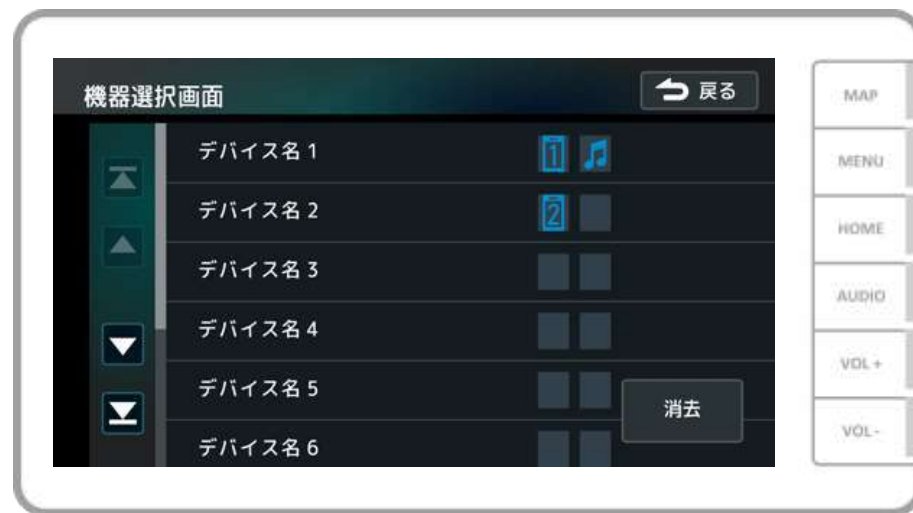 機器選択画面
戻る
デバイス名 1
1
デバイス名 2
2
デバイス名 3
デバイス名 4
デバイス名 5
デバイス名 6
消去
MAP
MENU
HOME
AUDIO
VOL +
VOL -